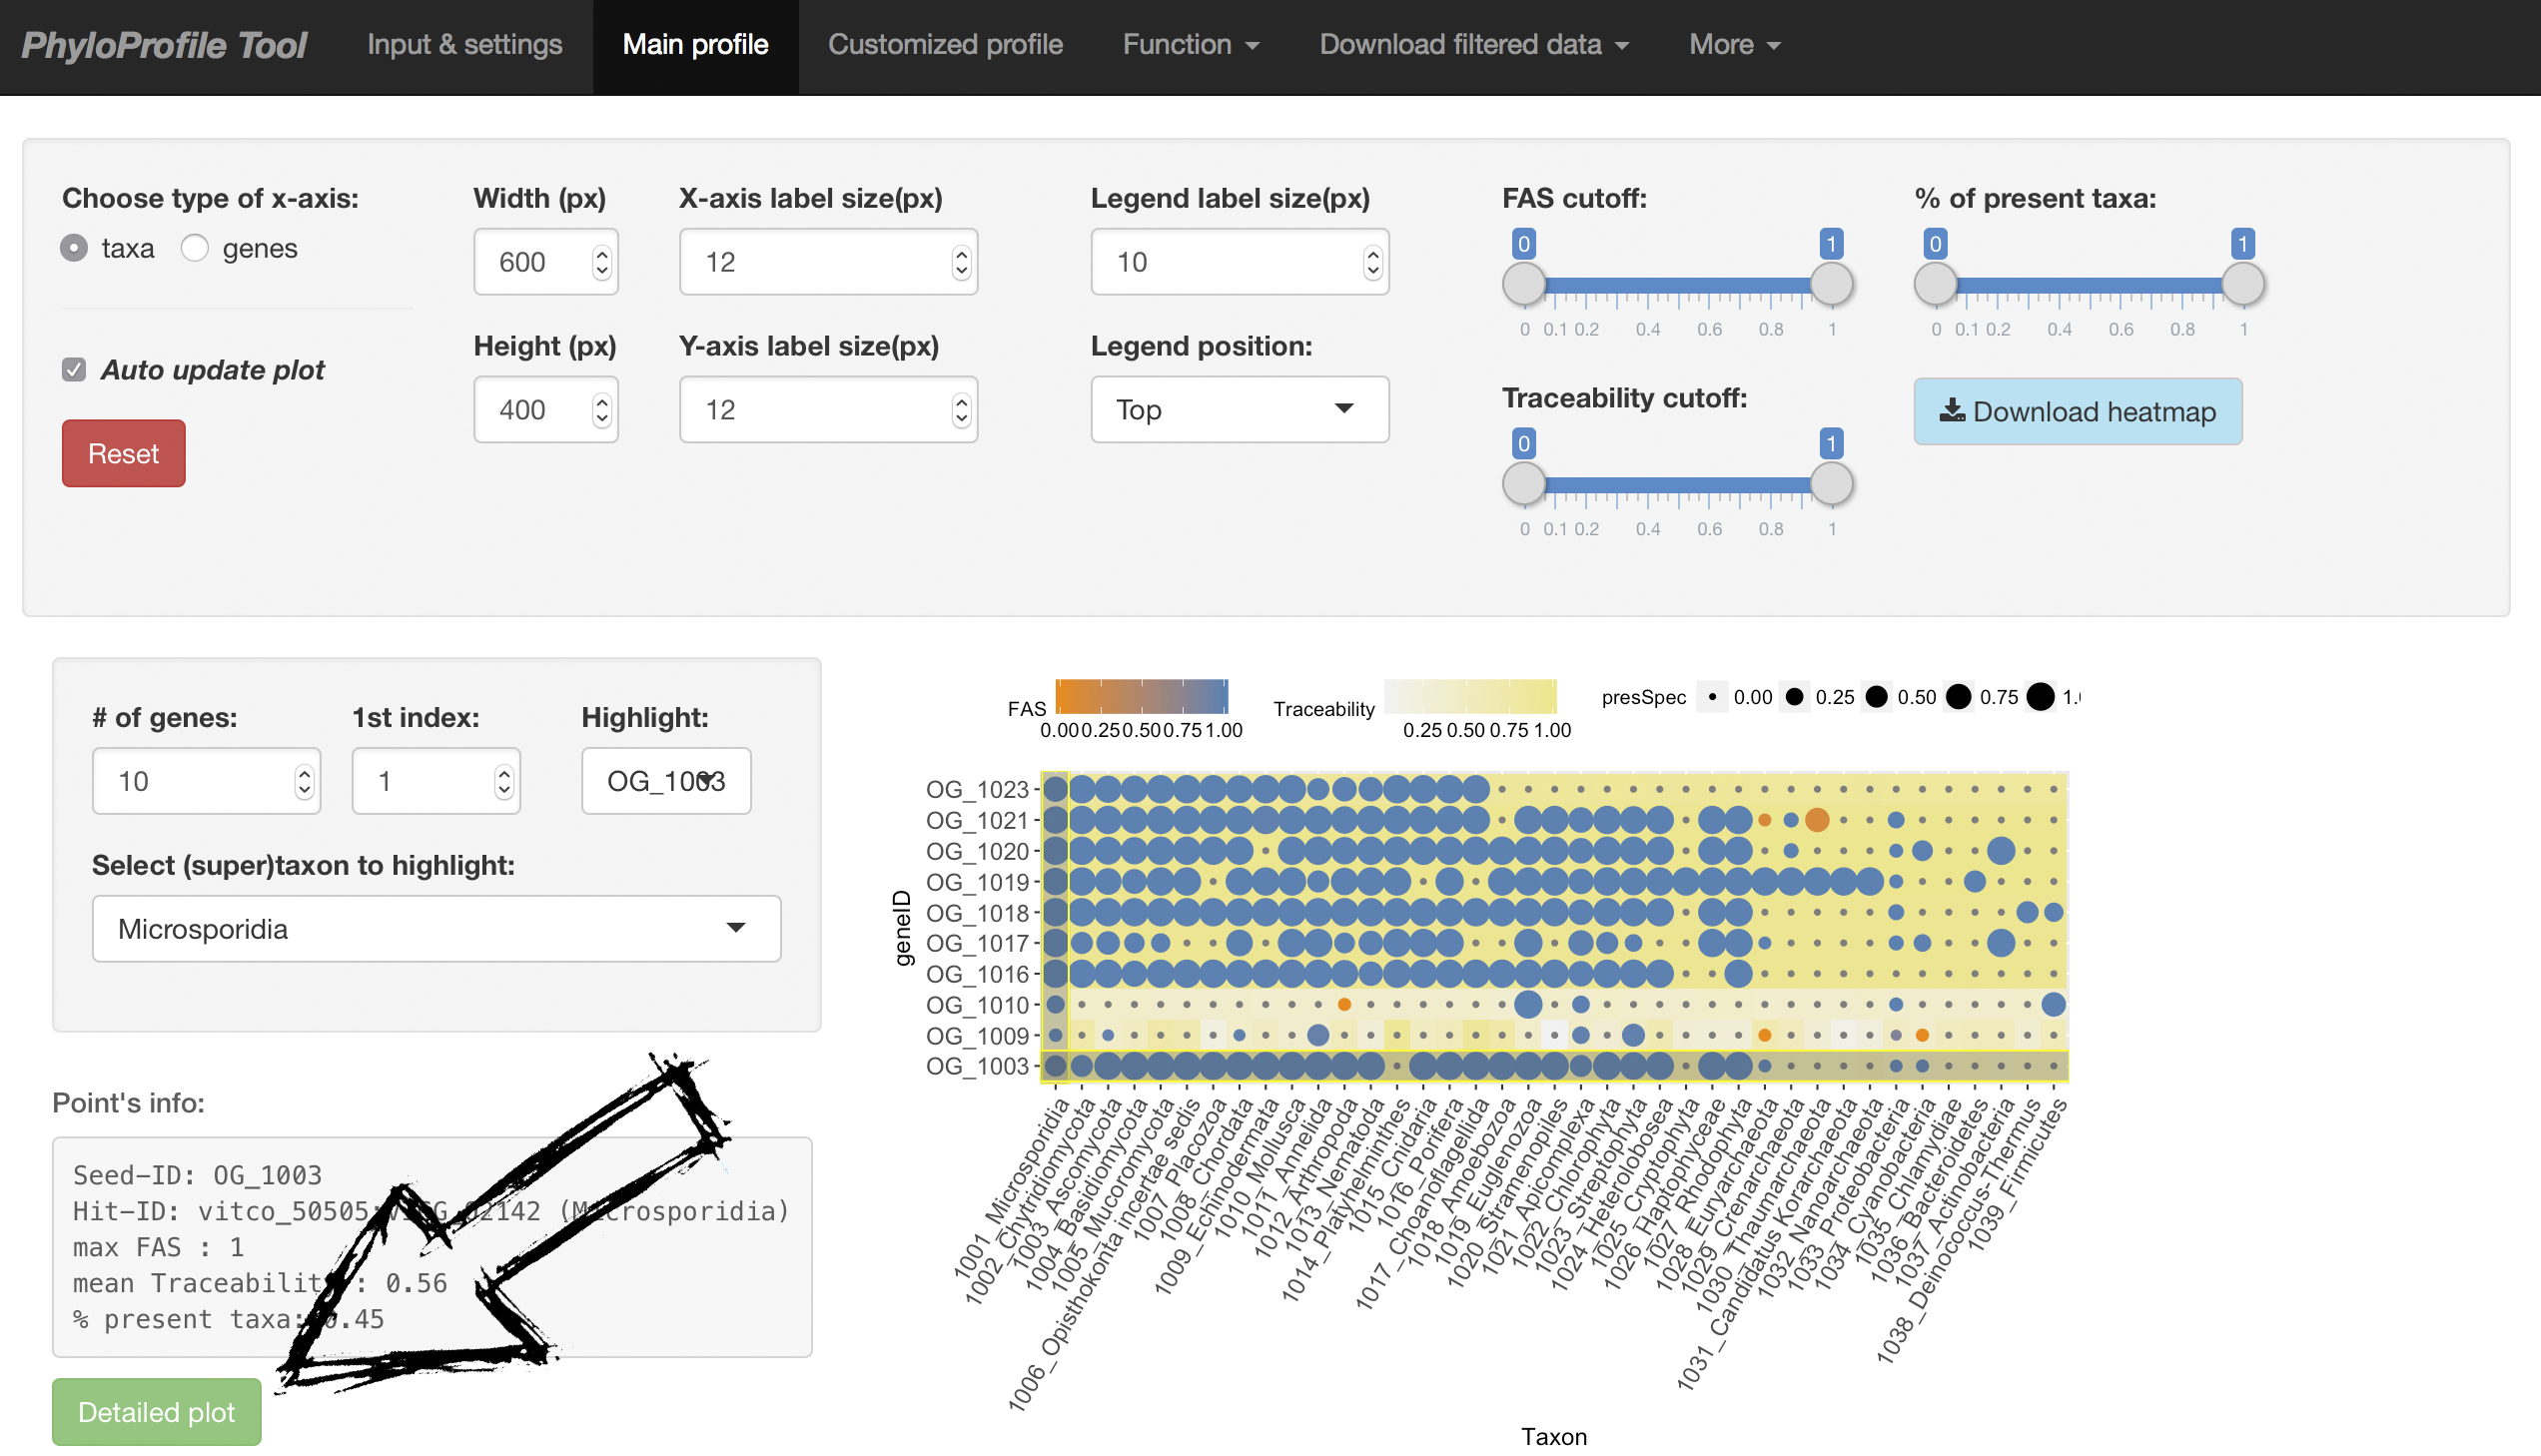 PhyloProfile Tool Input & settings Main profile Customized profile Function Download filtered data More
Choose type of x-axis: Width (px) X-axis label size(px) Legend label size(px) FAS cutoff: % of present taxa:
taxa genes 600 12 10 0 1 0 1
0 0.1 0.2 0.4 0.6 0.8 1 0 0.1 0.2 0.4 0.6 0.8 1
Height (px) Y-axis label size(px) Legend position:
Auto update plot 400 12 Top Traceability cutoff: Download heatmap
Reset 0 1
0 0.1 0.2 0.4 0.6 0.8 1
# of genes: 1st index: Highlight:
10 1 OG_1003
Select (super)taxon to highlight:
Microsporidia
Point's info:
Seed-ID: OG_1003
Hit-ID: (Microsporidia)
max FAS : 1
mean Traceability : 0.56
% present taxa: 0.45
Detailed plot
FAS 0.00 0.25 0.50 0.75 1.00
Traceability 0.25 0.50 0.75 1.00
presSpec 0.00 0.25 0.50 0.75
geneID
OG_1023
OG_1021
OG_1020
OG_1019
OG_1018
OG_1017
OG_1016
OG_1010
OG_1009
OG_1003
1001_Microsporidia
1002_Chytridiomycota
1003_Ascomycota
1004_Basidiomycota
1005_Mucoromycota
1006_Opisthokonta incertae sedis
1007_Placozoa
1008_Chordata
1009_Echinodermata
1010_Mollusca
1011_Annelida
1012_Arthropoda
1013_Nematoda
1014_Platyhelminthes
1015_Cnidaria
1016_Porifera
1017_Choanoflagellida
1018_Amoebozoa
1019_Euglenozoa
1020_Stramenopiles
1021_Apicomplexa
1022_Chlorophyta
1023_Streptophyta
1024_Heterolobosea
1025_Cryptophyta
1026_Haptophyceae
1027_Rhodophyta
1028_Euryarchaeota
1029_Crenarchaeota
1030_Thaumarchaeota
1031_Candidatus Korarchaeota
1032_Nanoarchaeota
1033_Proteobacteria
1034_Cyanobacteria
1035_Chlamydiae
1036_Bacteroidetes
1037_Actinobacteria
1038_Deinococcus-Thermus
1039_Firmicutes
Taxon